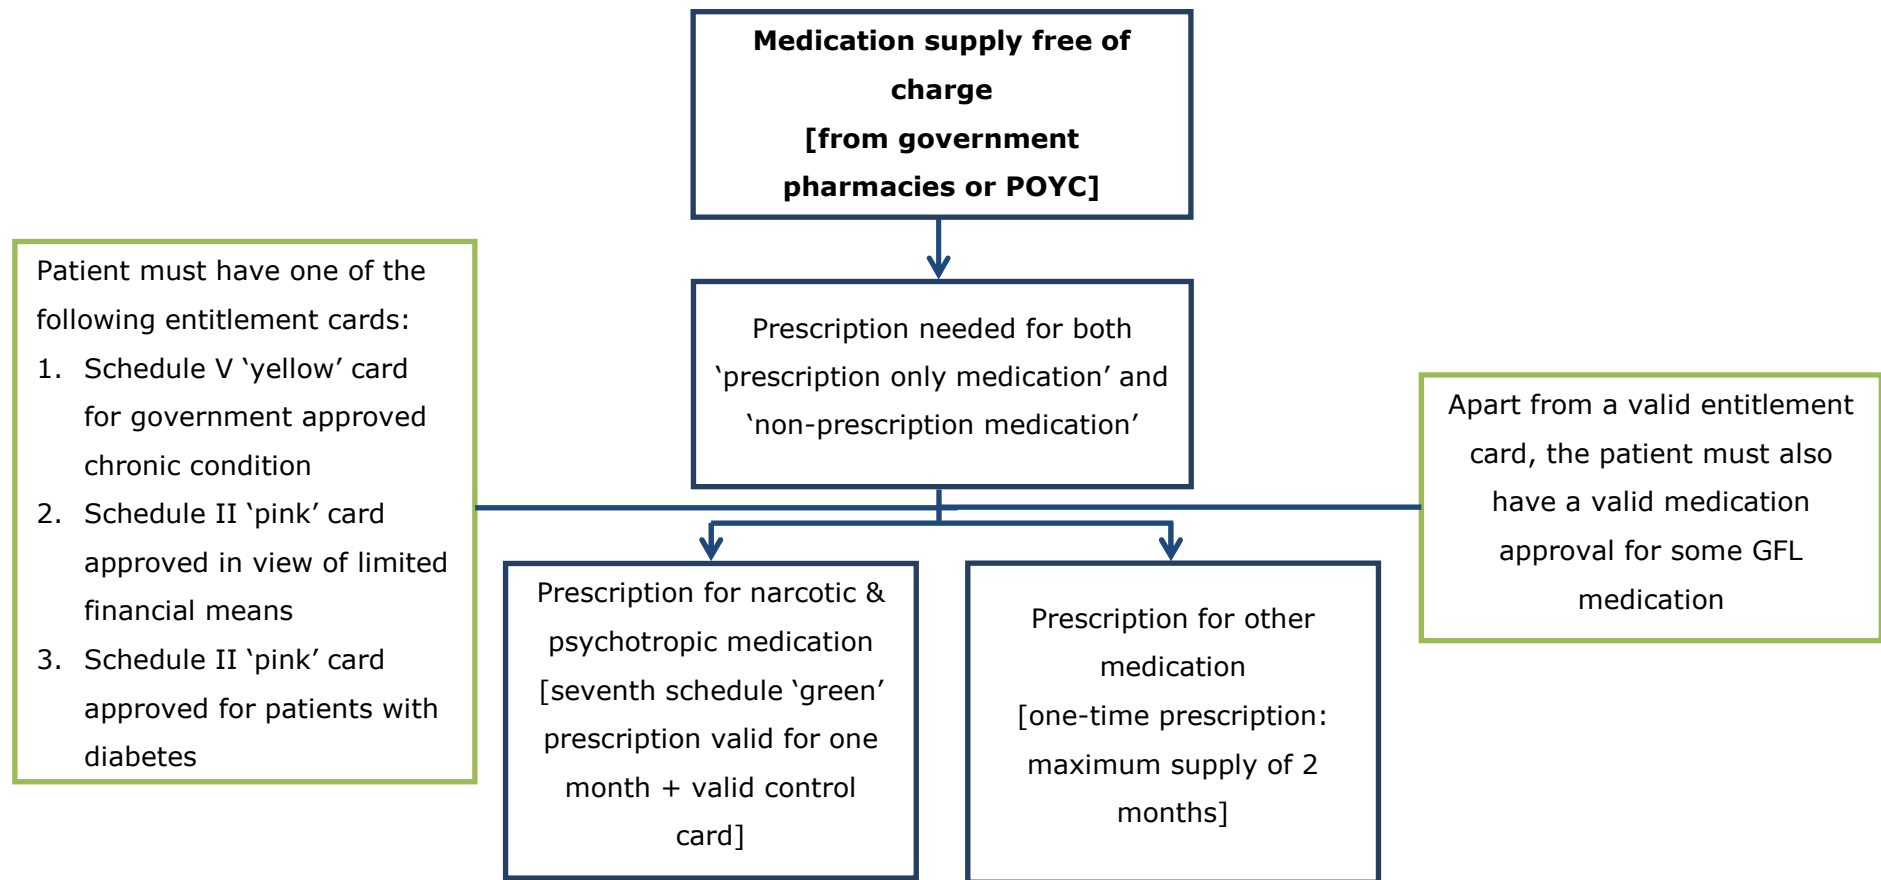 Medication supply free of
charge
[from government
pharmacies or POYC]
Patient must have one of the
following entitlement cards:
1. Schedule V ‘yellow’ card
for government approved
chronic condition
2. Schedule II ‘pink’ card
approved in view of limited
financial means
3. Schedule II ‘pink’ card
approved for patients with
diabetes
Prescription needed for both
‘prescription only medication’ and
‘non-prescription medication’
Apart from a valid entitlement
card, the patient must also
have a valid medication
approval for some GFL
medication
Prescription for narcotic &
psychotropic medication
[seventh schedule ‘green’
prescription valid for one
month + valid control
card]
Prescription for other
medication
[one-time prescription:
maximum supply of 2
months]